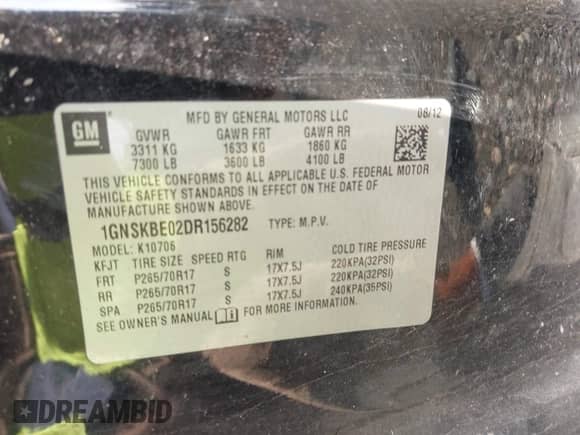 GM
MFD BY GENERAL MOTORS LLC
08/12
GVWR GAWR FRT GAWR RR
3311 KG 1633 KG 1860 KG
7300 LB 3600 LB 4100 LB
THIS VEHICLE CONFORMS TO ALL APPLICABLE U.S. FEDERAL MOTOR
VEHICLE SAFETY STANDARDS IN EFFECT ON THE DATE OF
MANUFACTURE SHOWN ABOVE.
1GNSKBE02DR156282 TYPE: M.P.V.
MODEL: K10706
KFJT TIRE SIZE SPEED RTG RIM COLD TIRE PRESSURE
FRT P265/70R17 S 17X7.5J 220KPA(32PSI)
RR P265/70R17 S 17X7.5J 220KPA(32PSI)
SPA P265/70R17 S 17X7.5J 240KPA(35PSI)
SEE OWNER'S MANUAL FOR MORE INFORMATION.
DREAMBID